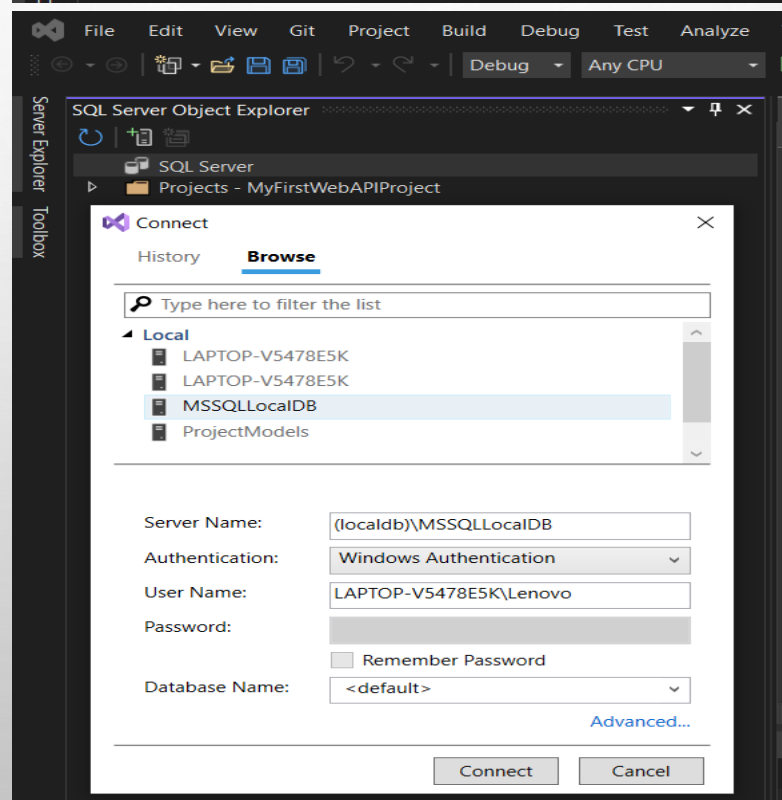 File Edit View Git Project Build Debug Test Analyze
Debug Any CPU
Server Explorer
Toolbox
SQL Server Object Explorer
SQL Server
Projects - MyFirstWebAPIProject
Connect
History Browse
Type here to filter the list
Local
LAPTOP-V5478E5K
LAPTOP-V5478E5K
MSSQLLocalDB
ProjectModels
Server Name: (localdb)\MSSQLLocalDB
Authentication: Windows Authentication
User Name: LAPTOP-V5478E5K\Lenovo
Password:
Remember Password
Database Name: <default>
Advanced...
Connect Cancel